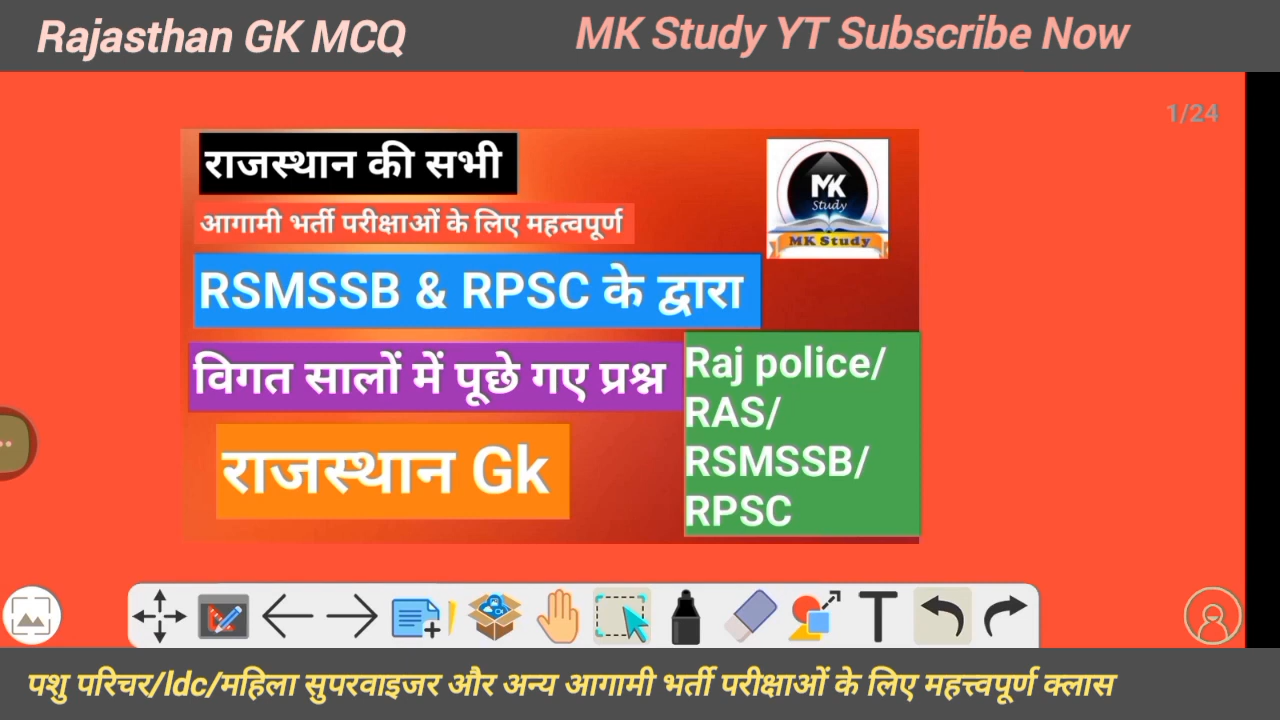 Rajasthan GK MCQ
MK Study YT Subscribe Now
1/24
राजस्थान की सभी
आगामी भर्ती परीक्षाओं के लिए महत्वपूर्ण
MK
Study
MK Study
RSMSSB & RPSC के द्वारा
विगत सालों में पूछे गए प्रश्न
Raj police/
RAS/
RSMSSB/
RPSC
राजस्थान Gk
T
पशु परिचर/ldc/महिला सुपरवाइजर और अन्य आगामी भर्ती परीक्षाओं के लिए महत्त्वपूर्ण क्लास